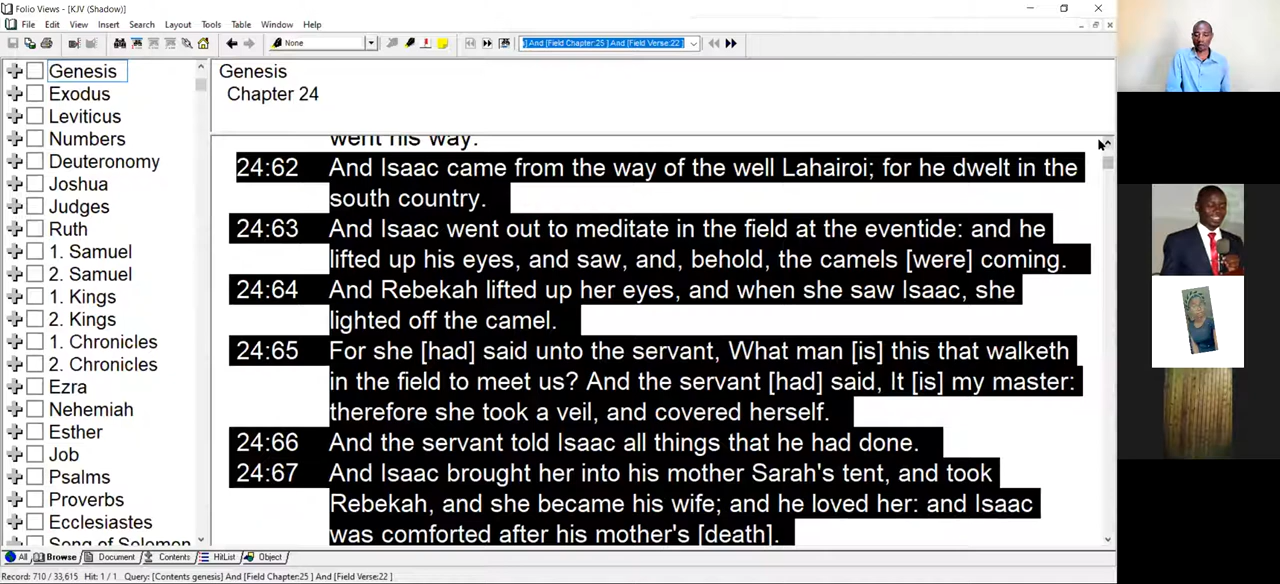 Folio Views - [KJV (Shadow)]
File Edit View Insert Search Layout Tools Table Window Help
None
] And [Field Chapter:25 ] And [Field Verse:22 ]
Genesis
Exodus
Leviticus
Numbers
Deuteronomy
Joshua
Judges
Ruth
1. Samuel
2. Samuel
1. Kings
2. Kings
1. Chronicles
2. Chronicles
Ezra
Nehemiah
Esther
Job
Psalms
Proverbs
Ecclesiastes
Song of Solomon
Genesis
Chapter 24
went his way.
24:62 And Isaac came from the way of the well Lahairoi; for he dwelt in the
south country.
24:63 And Isaac went out to meditate in the field at the eventide: and he
lifted up his eyes, and saw, and, behold, the camels [were] coming.
24:64 And Rebekah lifted up her eyes, and when she saw Isaac, she
lighted off the camel.
24:65 For she [had] said unto the servant, What man [is] this that walketh
in the field to meet us? And the servant [had] said, It [is] my master:
therefore she took a veil, and covered herself.
24:66 And the servant told Isaac all things that he had done.
24:67 And Isaac brought her into his mother Sarah's tent, and took
Rebekah, and she became his wife; and he loved her: and Isaac
was comforted after his mother's [death].
All Browse Document Contents HitList Object
Record: 710 / 33,615 Hit: 1 / 1 Query: [Contents genesis] And [Field Chapter:25 ] And [Field Verse:22 ]